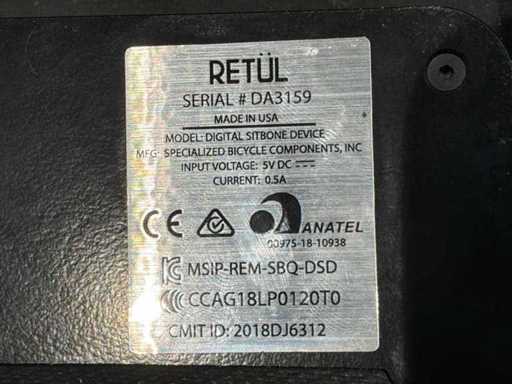 RETÜL
SERIAL # DA3159
MADE IN USA
MODEL: DIGITAL SITBONE DEVICE
MFG: SPECIALIZED BICYCLE COMPONENTS, INC
INPUT VOLTAGE: 5V DC
CURRENT: 0.5A
CE ANATEL
00975-18-10938
MSIP-REM-SBQ-DSD
CCAG18LP0120T0
CMIT ID: 2018DJ6312